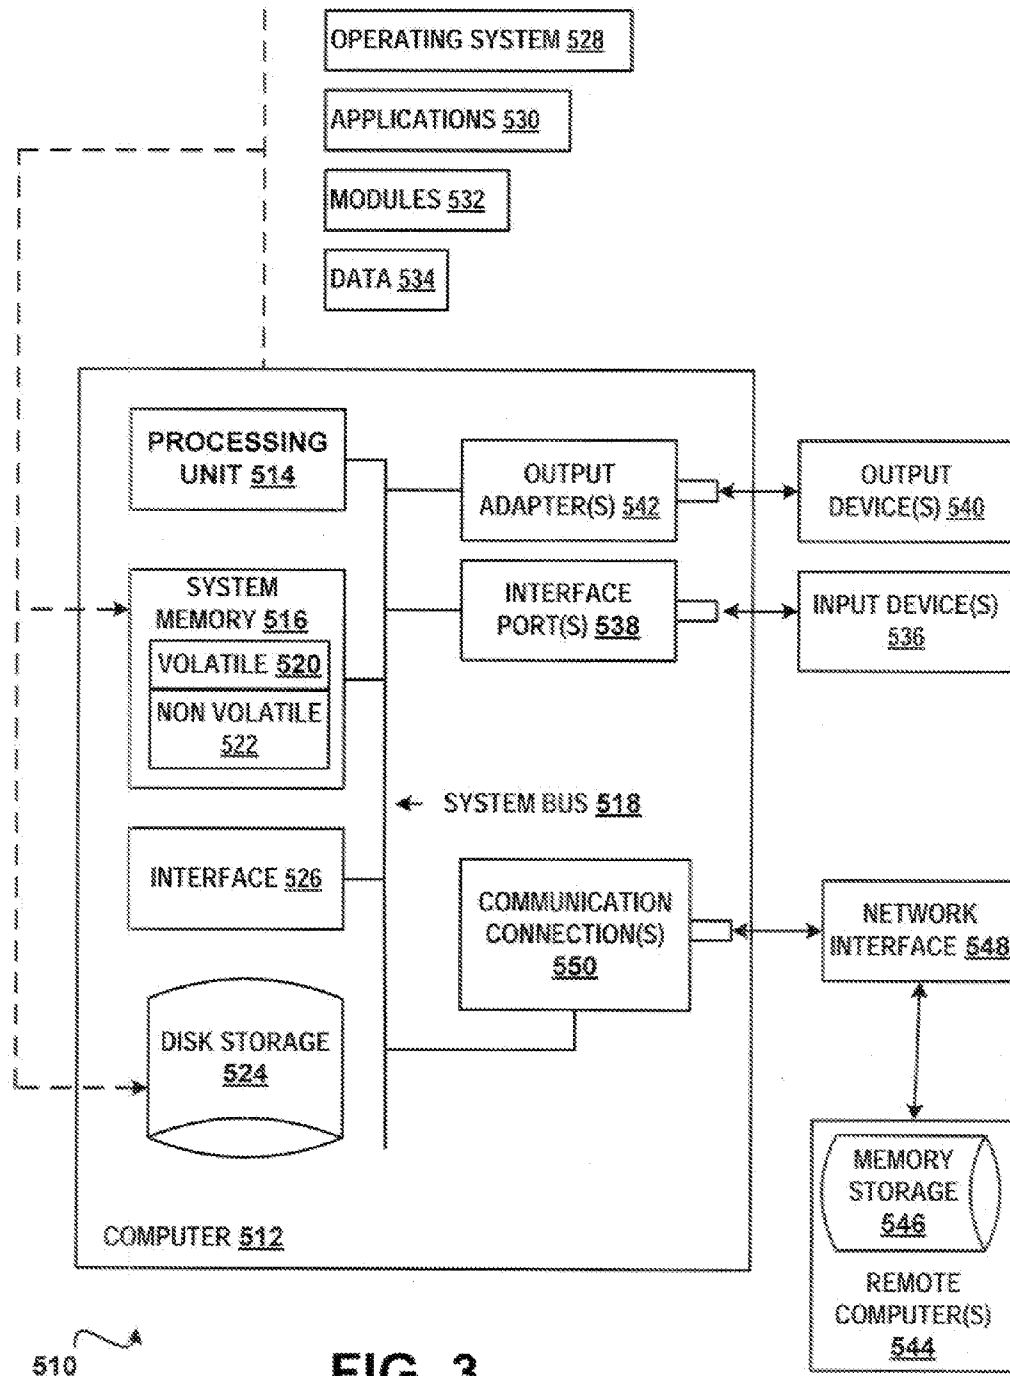 OPERATING SYSTEM 528
APPLICATIONS 530
MODULES 532
DATA 534
PROCESSING
UNIT 514
OUTPUT
ADAPTER(S) 542
OUTPUT
DEVICE(S) 540
SYSTEM
MEMORY 516
VOLATILE 520
NON VOLATILE
522
INTERFACE
PORT(S) 538
INPUT DEVICE(S)
536
SYSTEM BUS 518
INTERFACE 526
COMMUNICATION
CONNECTION(S)
550
NETWORK
INTERFACE 548
DISK STORAGE
524
MEMORY
STORAGE
546
REMOTE
COMPUTER(S)
544
COMPUTER 512
510
FIG. 3